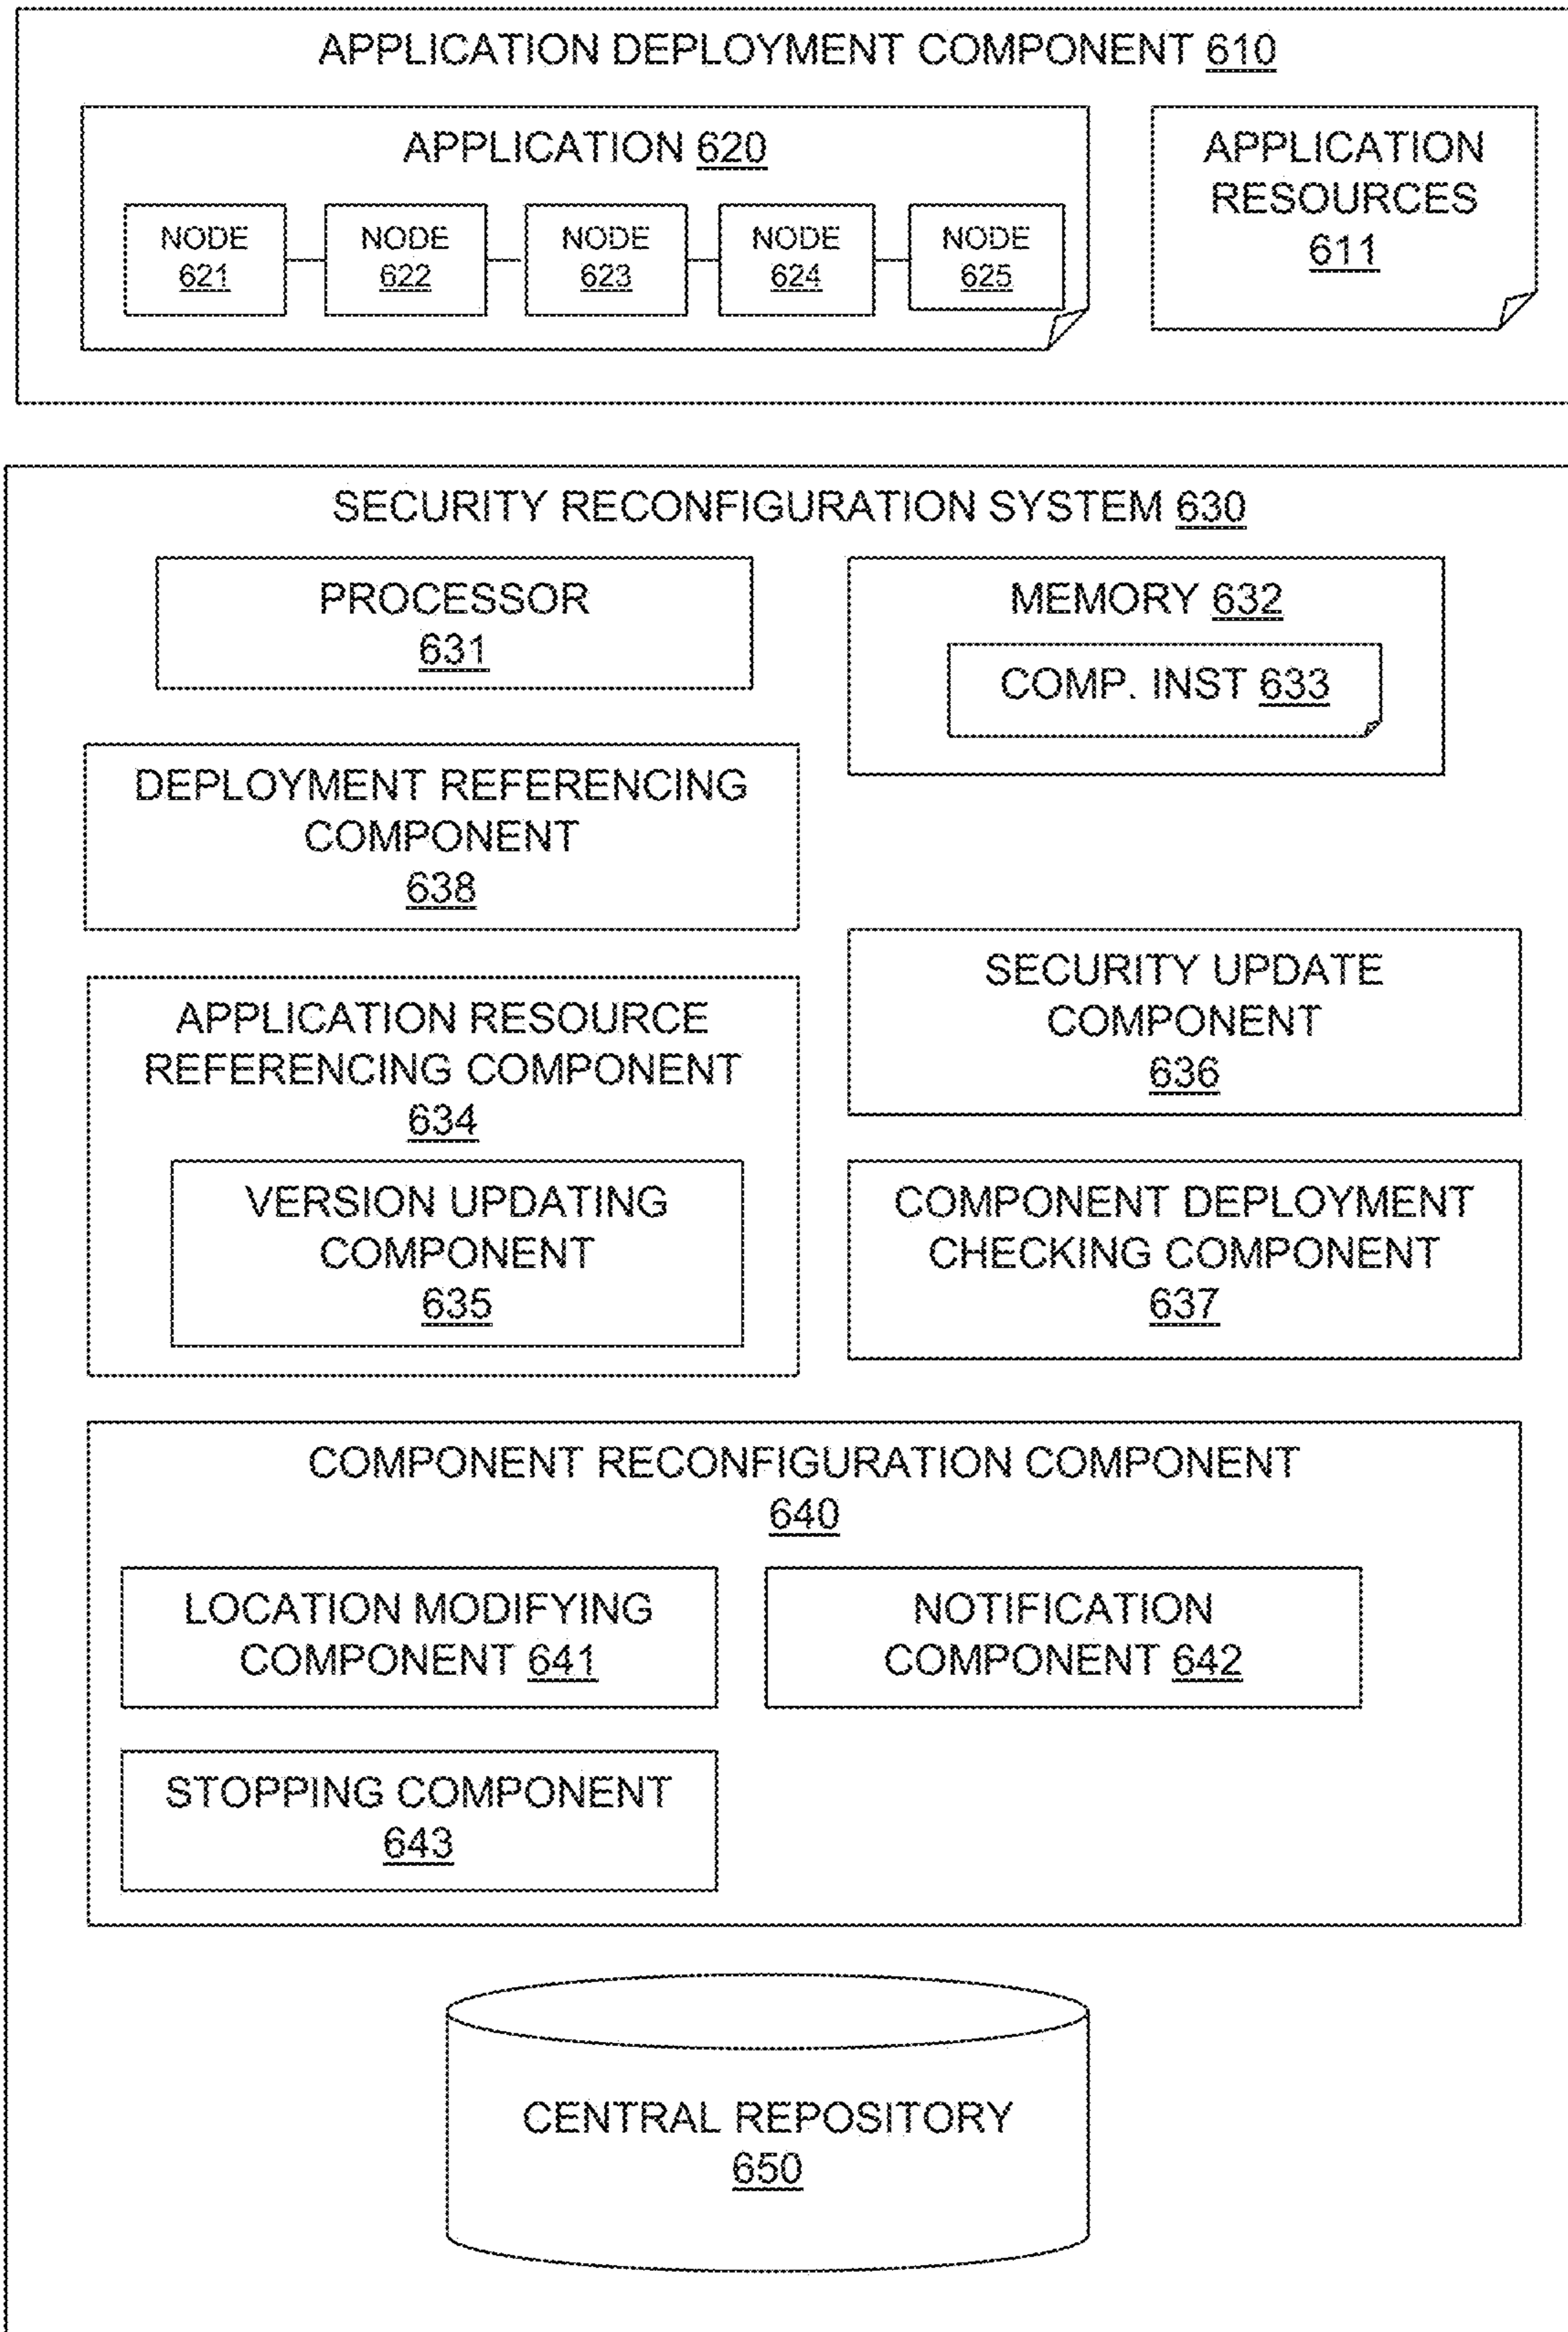 APPLICATION DEPLOYMENT COMPONENT 610
APPLICATION 620
NODE
621
NODE
622
NODE
623
NODE
624
NODE
625
APPLICATION
RESOURCES
611
SECURITY RECONFIGURATION SYSTEM 630
PROCESSOR
631
MEMORY 632
COMP. INST 633
DEPLOYMENT REFERENCING
COMPONENT
638
SECURITY UPDATE
COMPONENT
636
APPLICATION RESOURCE
REFERENCING COMPONENT
634
VERSION UPDATING
COMPONENT
635
COMPONENT DEPLOYMENT
CHECKING COMPONENT
637
COMPONENT RECONFIGURATION COMPONENT
640
LOCATION MODIFYING
COMPONENT 641
NOTIFICATION
COMPONENT 642
STOPPING COMPONENT
643
CENTRAL REPOSITORY
650